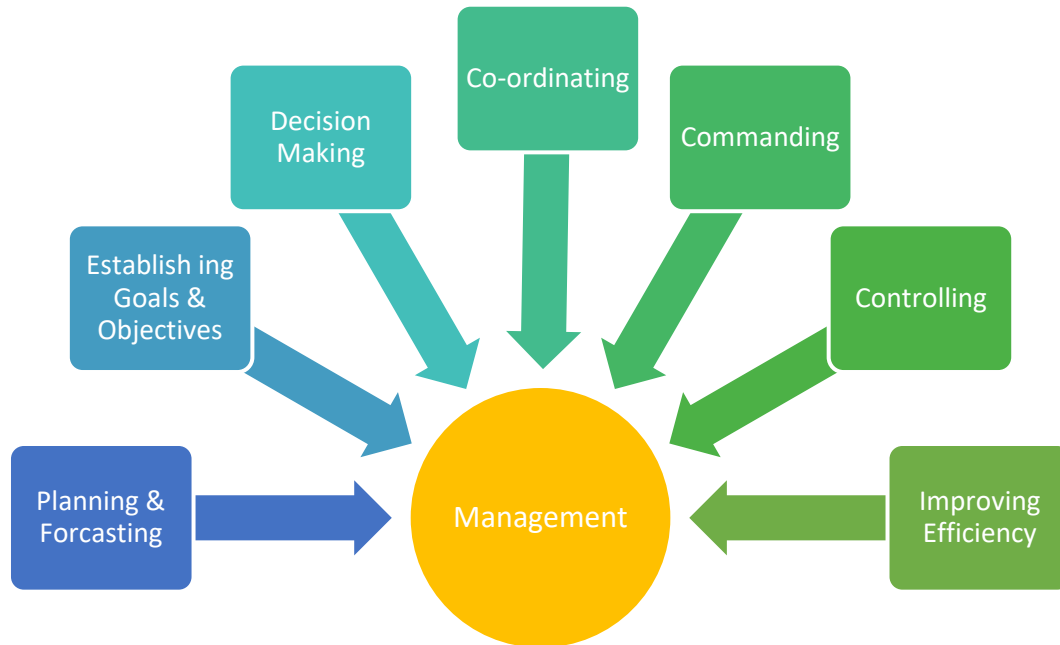 Co-ordinating
Decision
Making
Commanding
Establish ing
Goals &
Objectives
Controlling
Planning &
Forcasting
Management
Improving
Efficiency